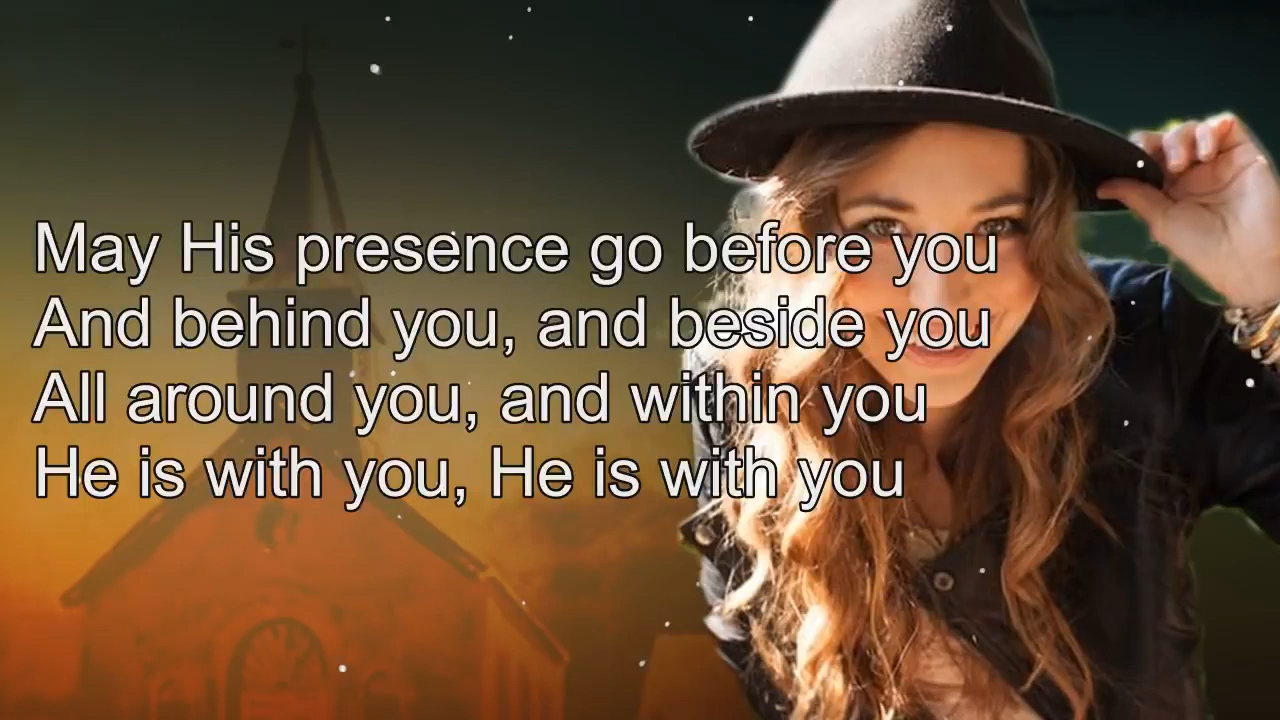 May His presence go before you
And behind you, and beside you
All around you, and within you
He is with you, He is with you